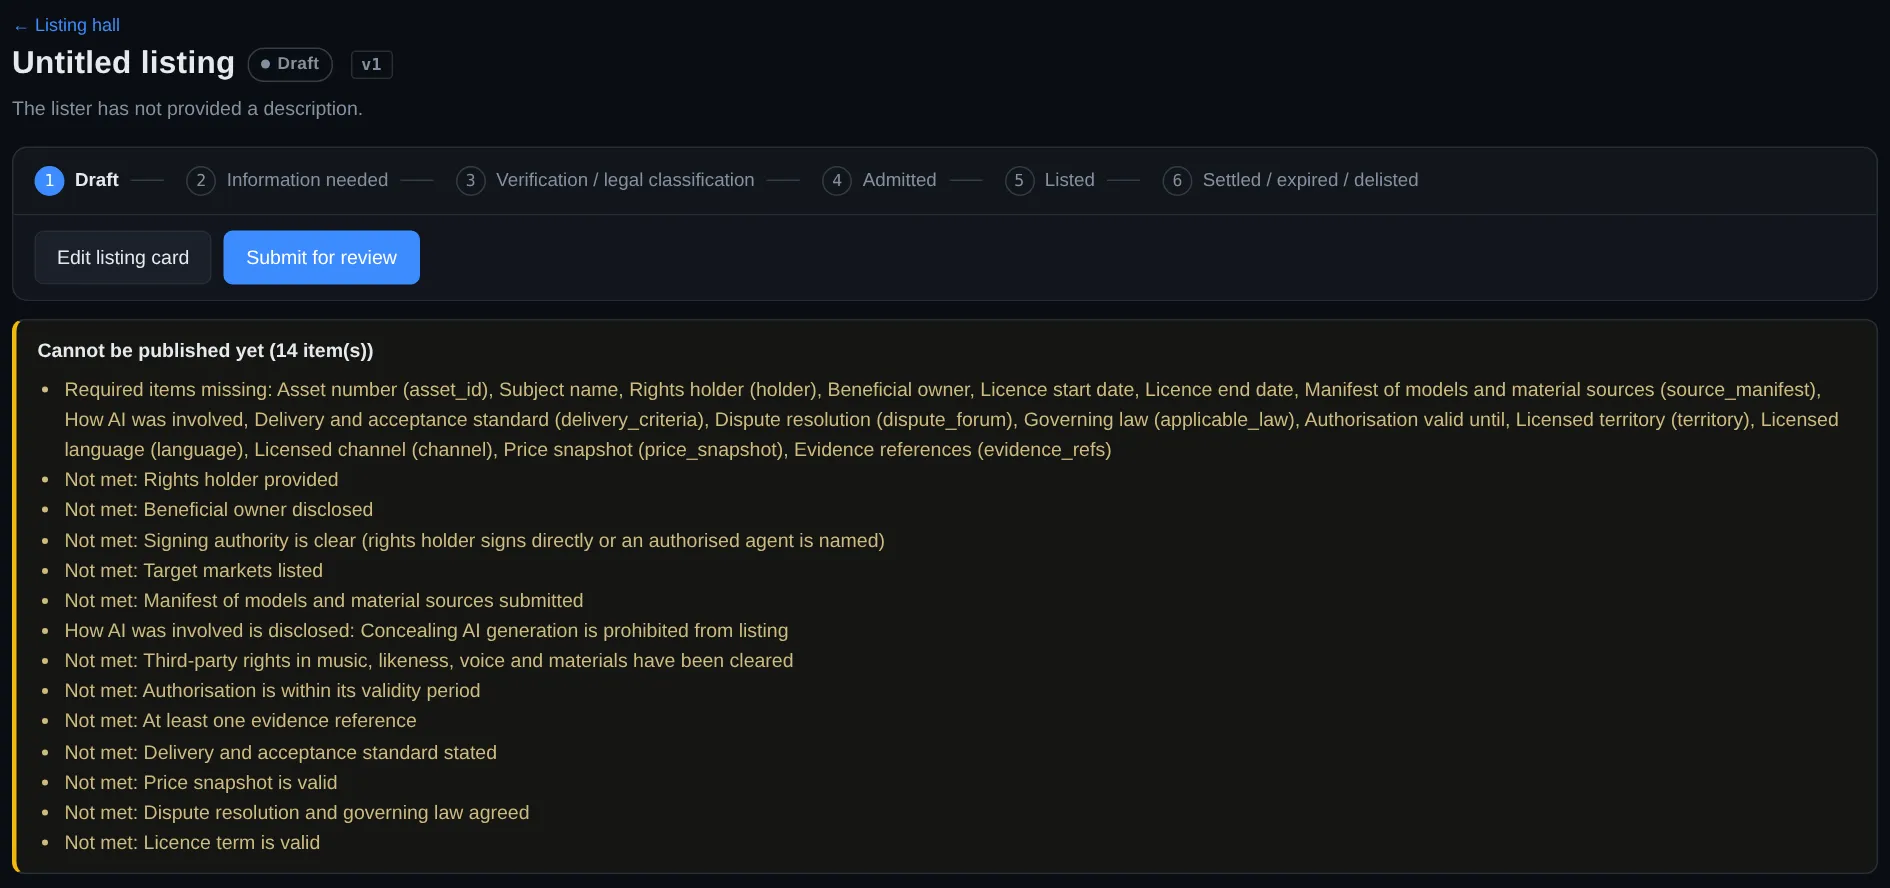 ← Listing hall
Untitled listing
Draft
v1
The lister has not provided a description.
1 Draft
2 Information needed
3 Verification / legal classification
4 Admitted
5 Listed
6 Settled / expired / delisted
Edit listing card
Submit for review
Cannot be published yet (14 item(s))
• Required items missing: Asset number (asset_id), Subject name, Rights holder (holder), Beneficial owner, Licence start date, Licence end date, Manifest of models and material sources (source_manifest),
How AI was involved, Delivery and acceptance standard (delivery_criteria), Dispute resolution (dispute_forum), Governing law (applicable_law), Authorisation valid until, Licensed territory (territory), Licensed
language (language), Licensed channel (channel), Price snapshot (price_snapshot), Evidence references (evidence_refs)
• Not met: Rights holder provided
• Not met: Beneficial owner disclosed
• Not met: Signing authority is clear (rights holder signs directly or an authorised agent is named)
• Not met: Target markets listed
• Not met: Manifest of models and material sources submitted
• How AI was involved is disclosed: Concealing AI generation is prohibited from listing
• Not met: Third-party rights in music, likeness, voice and materials have been cleared
• Not met: Authorisation is within its validity period
• Not met: At least one evidence reference
• Not met: Delivery and acceptance standard stated
• Not met: Price snapshot is valid
• Not met: Dispute resolution and governing law agreed
• Not met: Licence term is valid